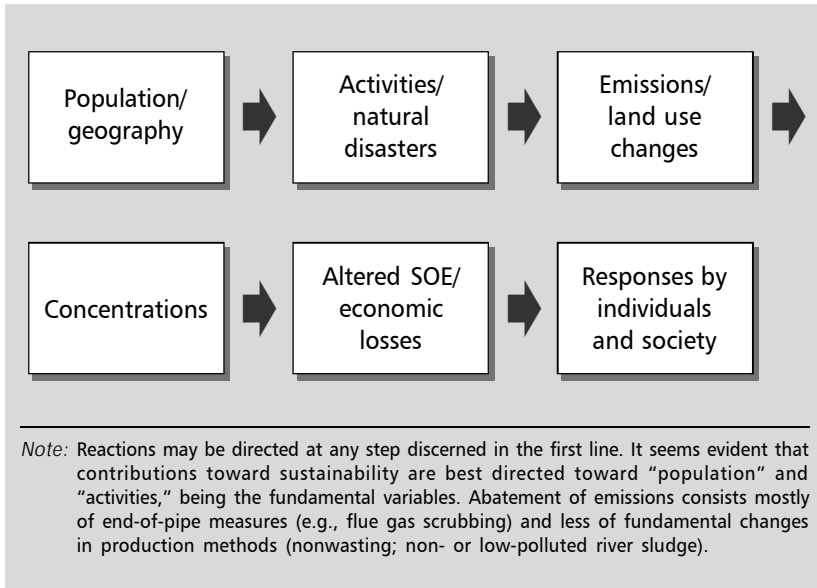 Population/
geography
Activities/
natural
disasters
Emissions/
land use
changes
Concentrations
Altered SOE/
economic
losses
Responses by
individuals
and society
Note: Reactions may be directed at any step discerned in the first line. It seems evident that
contributions toward sustainability are best directed toward “population” and
“activities,” being the fundamental variables. Abatement of emissions consists mostly
of end-of-pipe measures (e.g., flue gas scrubbing) and less of fundamental changes
in production methods (nonwasting; non- or low-polluted river sludge).